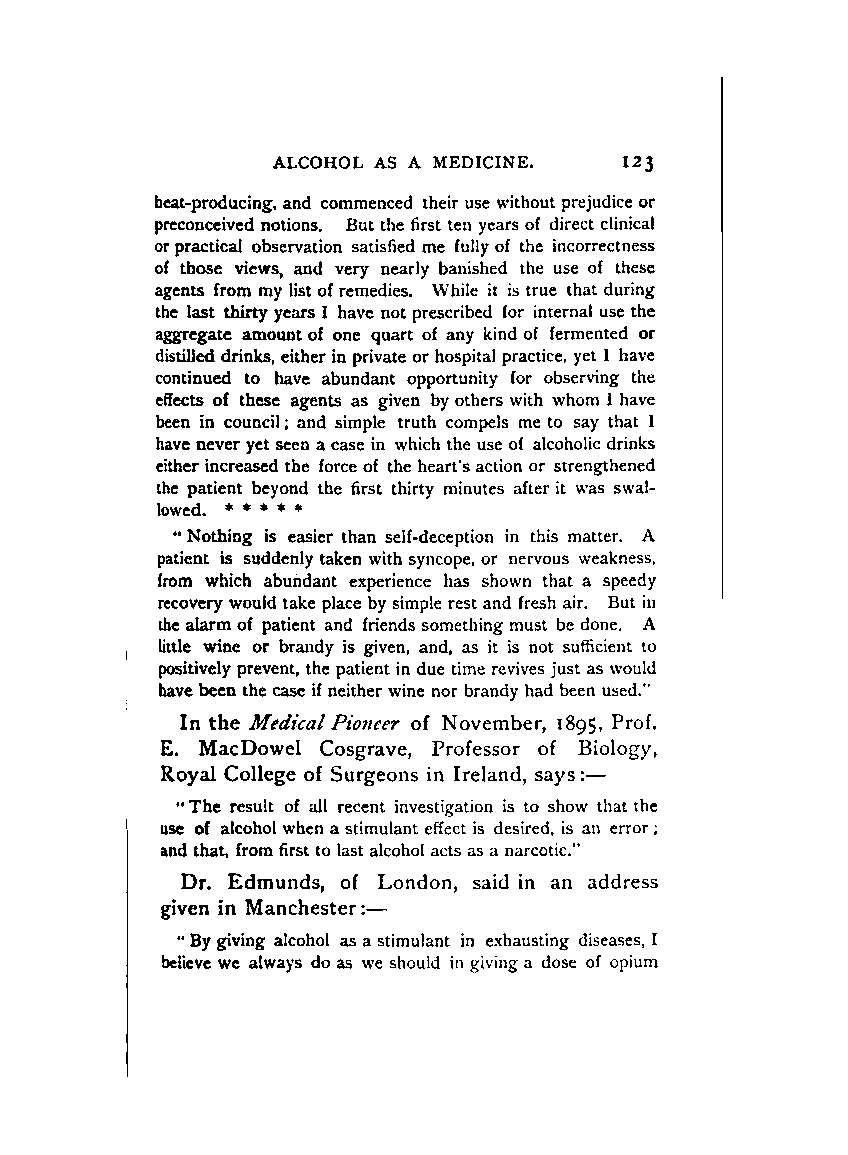 ALCOHOL AS A MEDICINE. 123
heat-producing, and commenced their use without prejudice or
preconceived notions. But the first ten years of direct clinical
or practical observation satisfied me fully of the incorrectness
of those views, and very nearly banished the use of these
agents from my list of remedies. While it is true that during
the last thirty years I have not prescribed for internal use the
aggregate amount of one quart of any kind of fermented or
distilled drinks, either in private or hospital practice, yet I have
continued to have abundant opportunity for observing the
effects of these agents as given by others with whom I have
been in council; and simple truth compels me to say that I
have never yet seen a case in which the use of alcoholic drinks
either increased the force of the heart's action or strengthened
the patient beyond the first thirty minutes after it was swal-
lowed. * * * * *
"Nothing is easier than self-deception in this matter. A
patient is suddenly taken with syncope, or nervous weakness,
from which abundant experience has shown that a speedy
recovery would take place by simple rest and fresh air. But in
the alarm of patient and friends something must be done. A
little wine or brandy is given, and, as it is not sufficient to
positively prevent, the patient in due time revives just as would
have been the case if neither wine nor brandy had been used."
In the Medical Pioneer of November, 1895, Prof.
E. MacDowel Cosgrave, Professor of Biology,
Royal College of Surgeons in Ireland, says:—
"The result of all recent investigation is to show that the
use of alcohol when a stimulant effect is desired, is an error;
and that, from first to last alcohol acts as a narcotic."
Dr. Edmunds, of London, said in an address
given in Manchester:—
"By giving alcohol as a stimulant in exhausting diseases, I
believe we always do as we should in giving a dose of opium